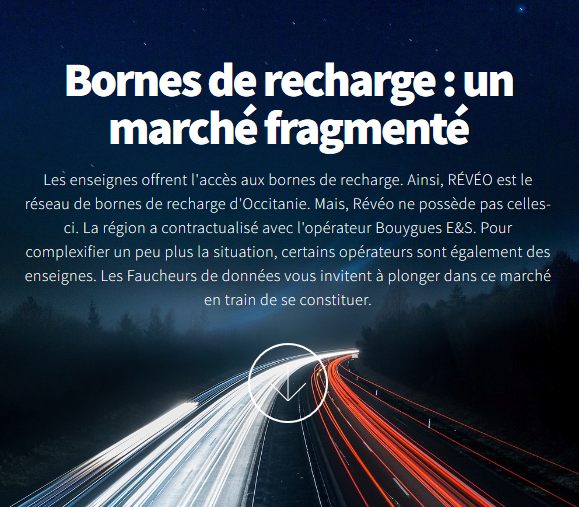 Bornes de recharge : un
marché fragmenté
Les enseignes offrent l'accès aux bornes de recharge. Ainsi, RÉVÉO est le
réseau de bornes de recharge d'Occitanie. Mais, Révéo ne possède pas celles-
ci. La région a contractualisé avec l'opérateur Bouygues E&S. Pour
complexifier un peu plus la situation, certains opérateurs sont également des
enseignes. Les Faucheurs de données vous invitent à plonger dans ce marché
en train de se constituer.